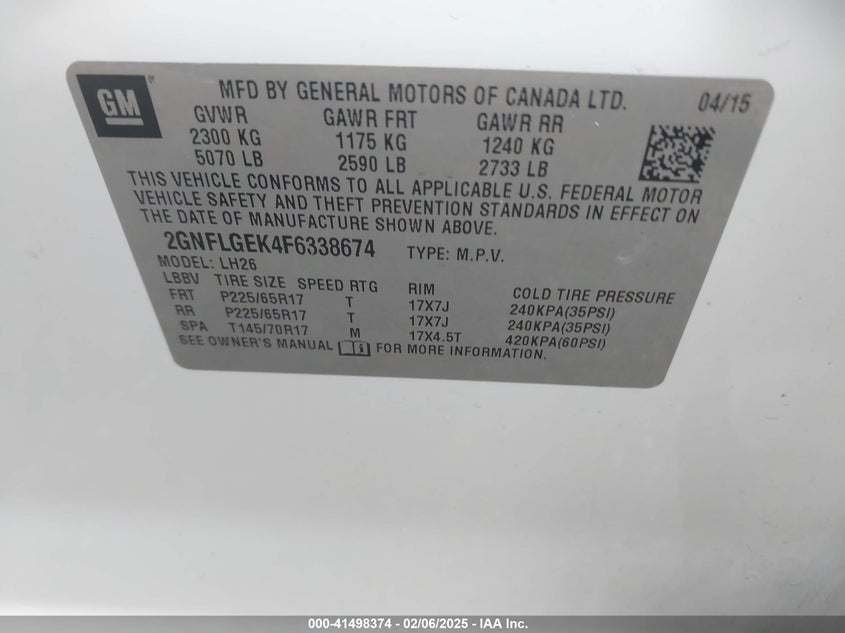 GM
MFD BY GENERAL MOTORS OF CANADA LTD. 04/15
GVWR GAWR FRT GAWR RR
2300 KG 1175 KG 1240 KG
5070 LB 2590 LB 2733 LB
THIS VEHICLE CONFORMS TO ALL APPLICABLE U.S. FEDERAL MOTOR
VEHICLE SAFETY AND THEFT PREVENTION STANDARDS IN EFFECT ON
THE DATE OF MANUFACTURE SHOWN ABOVE.
2GNFLGEK4F6338674 TYPE: M.P.V.
MODEL: LH26
LBBV TIRE SIZE SPEED RTG RIM COLD TIRE PRESSURE
FRT P225/65R17 T 17X7J 240KPA(35PSI)
RR P225/65R17 T 17X7J 240KPA(35PSI)
SPA T145/70R17 M 17X4.5T 420KPA(60PSI)
SEE OWNER'S MANUAL FOR MORE INFORMATION.
000-41498374 - 02/06/2025 - IAA Inc.